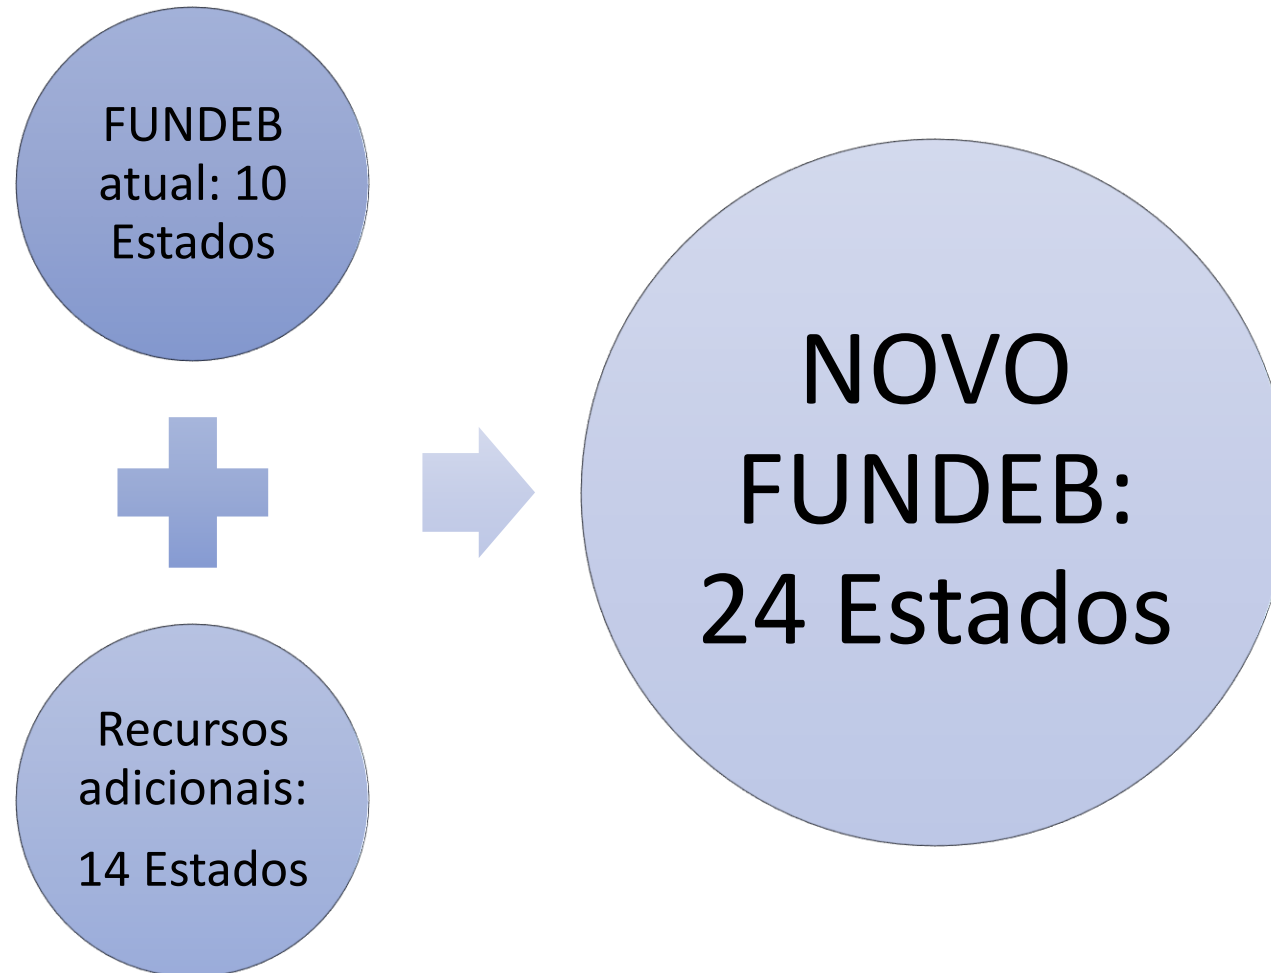 FUNDEB
atual: 10
Estados
Recursos
adicionais:
14 Estados
NOVO
FUNDEB:
24 Estados